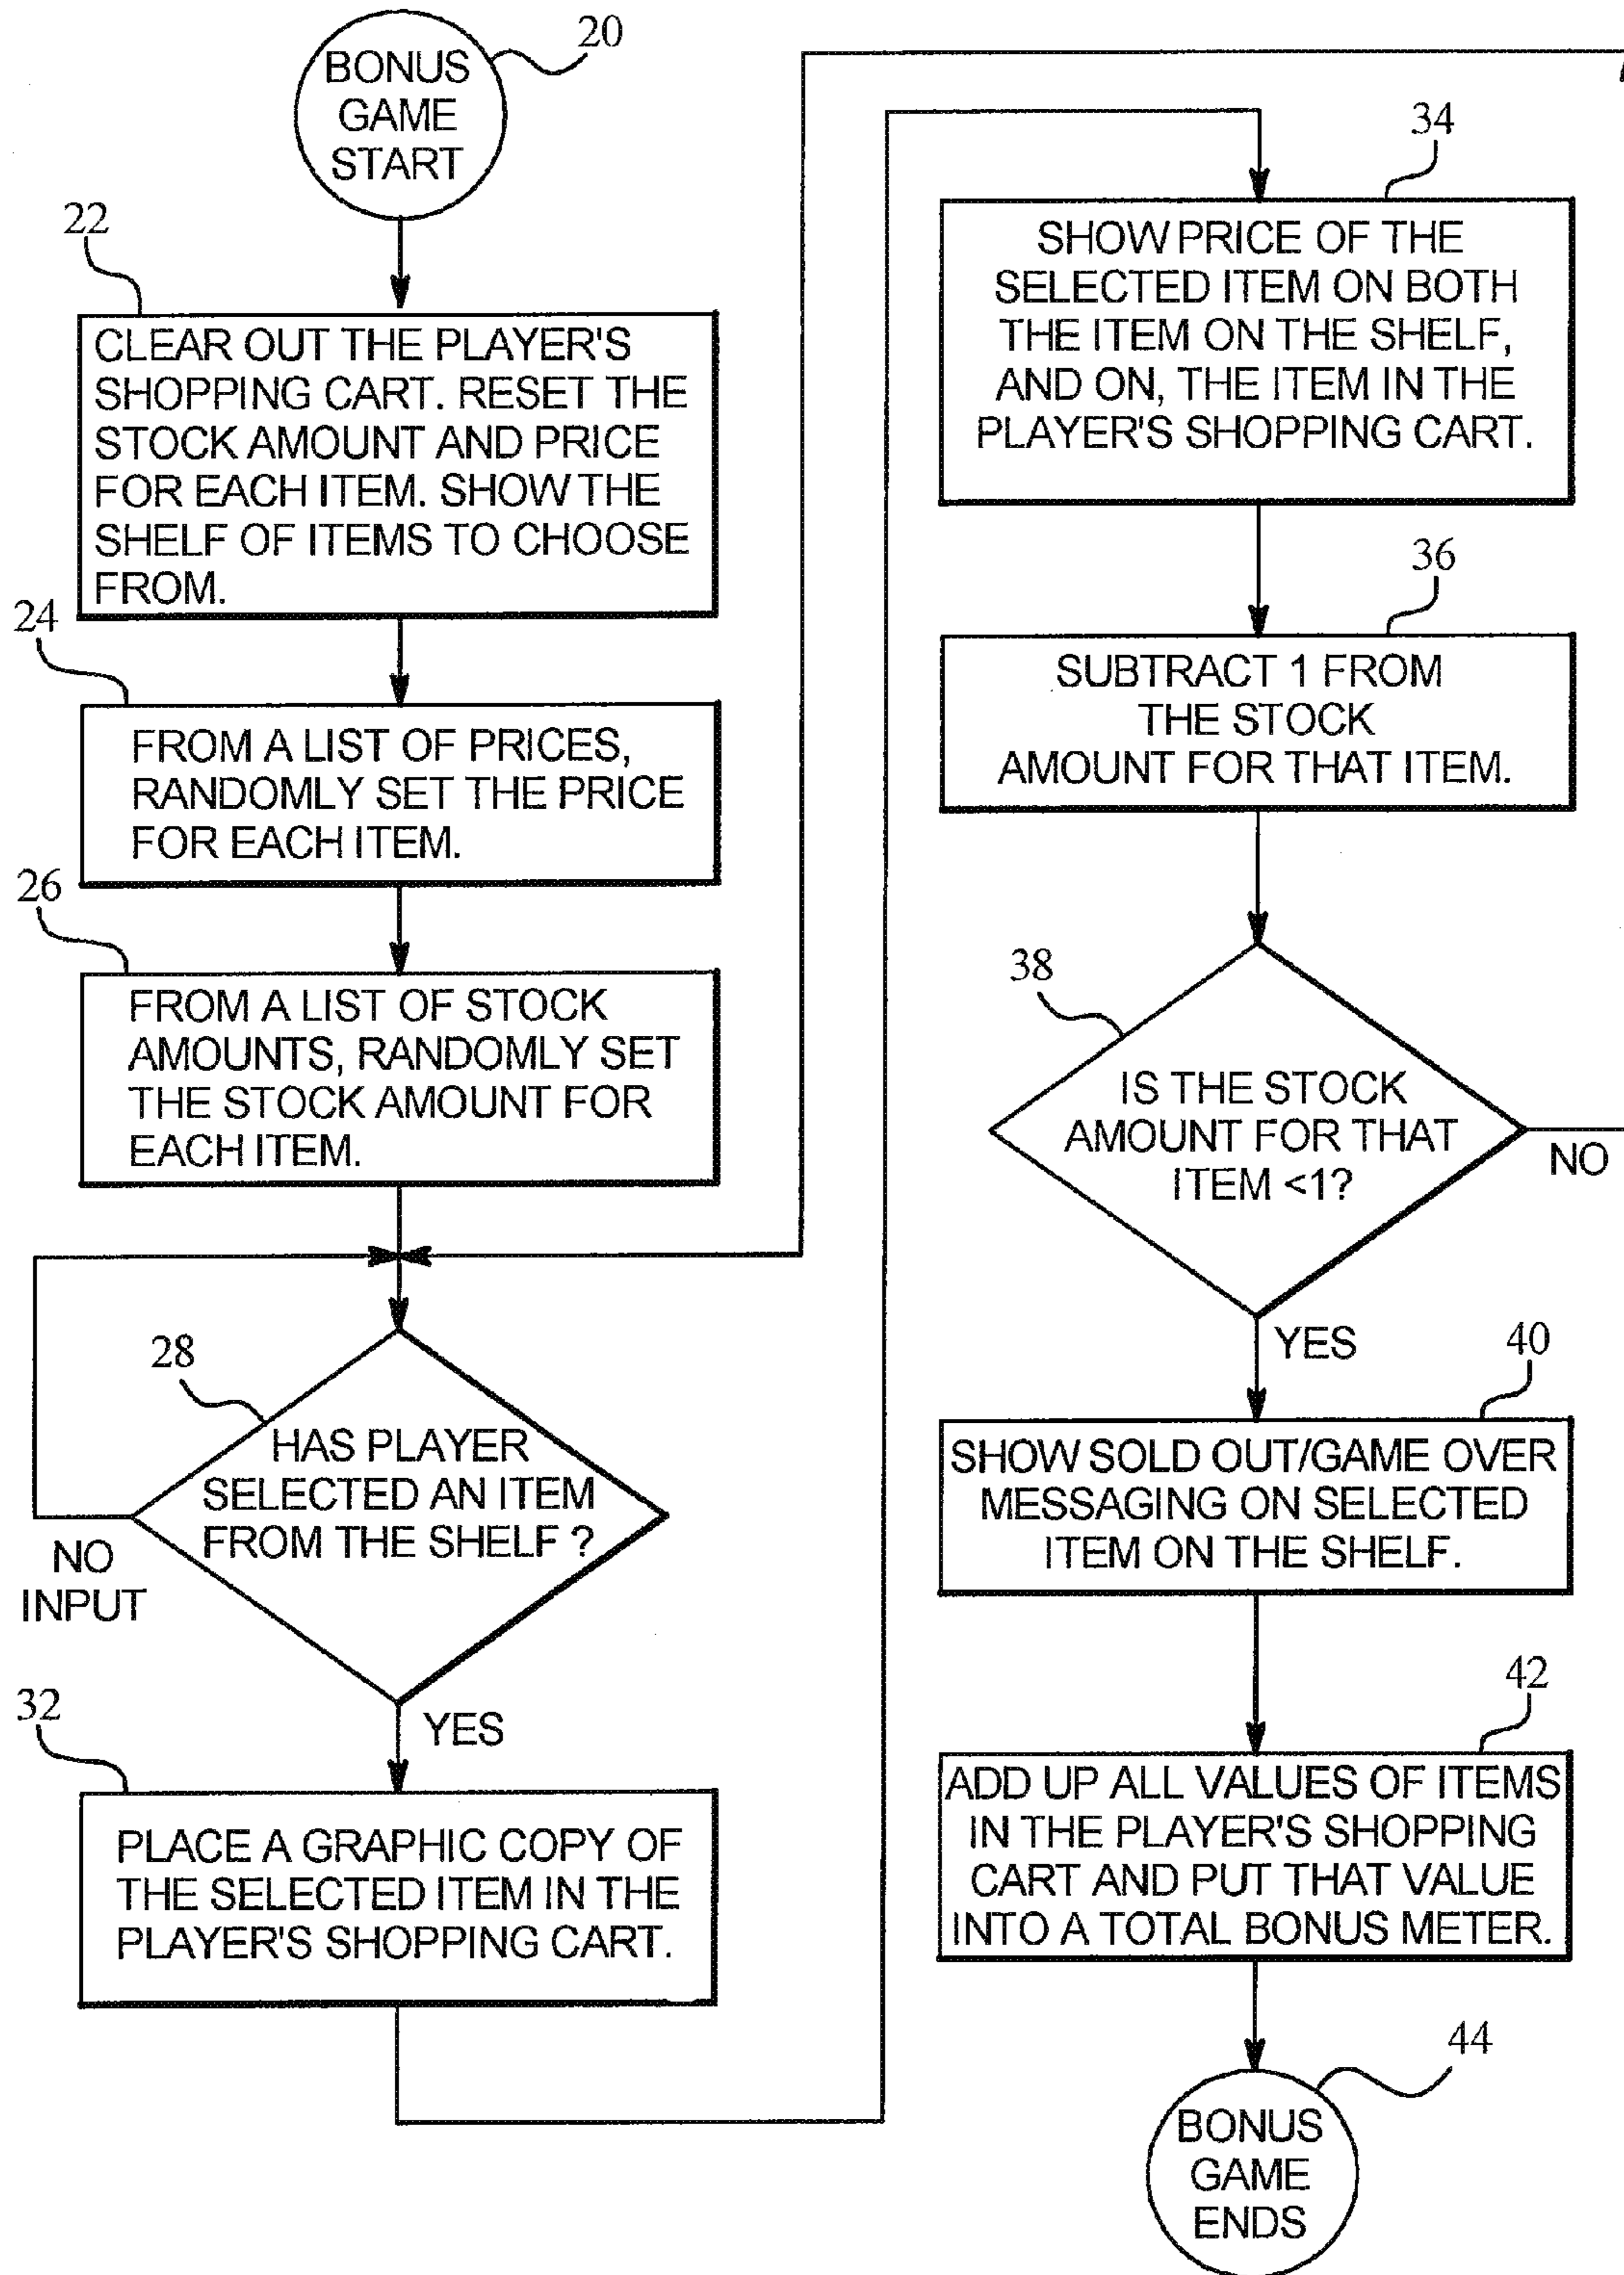 20
BONUS
GAME
START
22
CLEAR OUT THE PLAYER'S
SHOPPING CART. RESET THE
STOCK AMOUNT AND PRICE
FOR EACH ITEM. SHOW THE
SHELF OF ITEMS TO CHOOSE
FROM.
24
FROM A LIST OF PRICES,
RANDOMLY SET THE PRICE
FOR EACH ITEM.
26
FROM A LIST OF STOCK
AMOUNTS, RANDOMLY SET
THE STOCK AMOUNT FOR
EACH ITEM.
28
HAS PLAYER
SELECTED AN ITEM
FROM THE SHELF ?
NO
INPUT
YES
32
PLACE A GRAPHIC COPY OF
THE SELECTED ITEM IN THE
PLAYER'S SHOPPING CART.
34
SHOW PRICE OF THE
SELECTED ITEM ON BOTH
THE ITEM ON THE SHELF,
AND ON, THE ITEM IN THE
PLAYER'S SHOPPING CART.
36
SUBTRACT 1 FROM
THE STOCK
AMOUNT FOR THAT ITEM.
38
IS THE STOCK
AMOUNT FOR THAT
ITEM <1?
NO
YES
40
SHOW SOLD OUT/GAME OVER
MESSAGING ON SELECTED
ITEM ON THE SHELF.
42
ADD UP ALL VALUES OF ITEMS
IN THE PLAYER'S SHOPPING
CART AND PUT THAT VALUE
INTO A TOTAL BONUS METER.
44
BONUS
GAME
ENDS